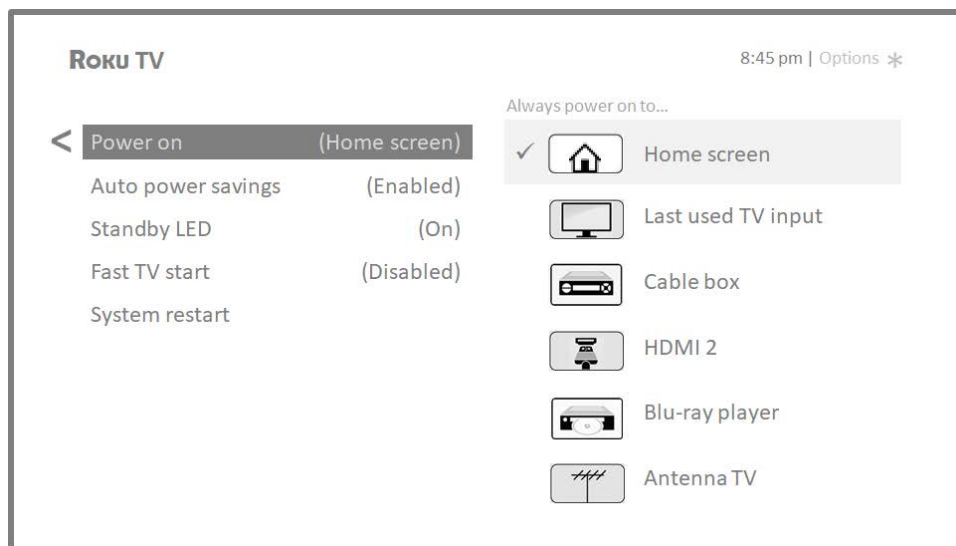 ROKU TV
8:45 pm | Options *
Always power on to...
< Power on (Home screen)
Auto power savings (Enabled)
Standby LED (On)
Fast TV start (Disabled)
System restart
✓ Home screen
Last used TV input
Cable box
HDMI 2
Blu-ray player
Antenna TV